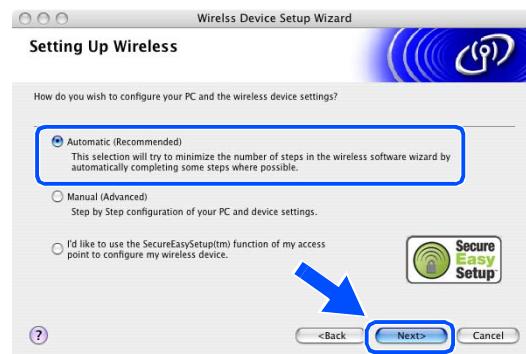 Wirelss Device Setup Wizard
Setting Up Wireless
How do you wish to configure your PC and the wireless device settings?
Automatic (Recommended)
This selection will try to minimize the number of steps in the wireless software wizard by
automatically completing some steps where possible.
Manual (Advanced)
Step by Step configuration of your PC and device settings.
I'd like to use the SecureEasySetup(tm) function of my access
point to configure my wireless device.
Secure
Easy
Setup
?
<Back
Next>
Cancel